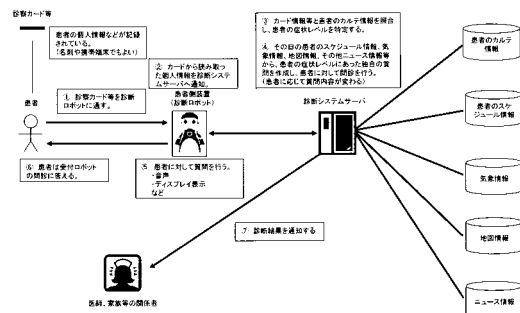 診察カード等
患者の個人情報などが記録
されている。
(名刺や携帯端末でもよい)
患者
① 診察カード等を診断
ロボットに通す。
② カードから読み取っ
た個人情報を診断システ
ムサーバへ通知。
患者側装置
(診断ロボット)
③ カード情報等と患者のカルテ情報を照合
し、患者の症状レベルを特定する。
④ その日の患者のスケジュール情報、気
象情報、地図情報、その他ニュース情報等
から、患者の症状レベルにあった独自の質
問を作成し、患者に対して問診を行う。
(患者に応じて質問内容が変わる)
診断システムサーバ
⑤ 患者に対して質問を行う。
・音声
・ディスプレイ表示
など
⑥ 患者は受付ロボット
の問診に答える。
⑦ 診断結果を通知する
医師、家族等の関係者
患者のカルテ
情報
患者のスケ
ジュール情報
気象情報
地図情報
ニュース情報